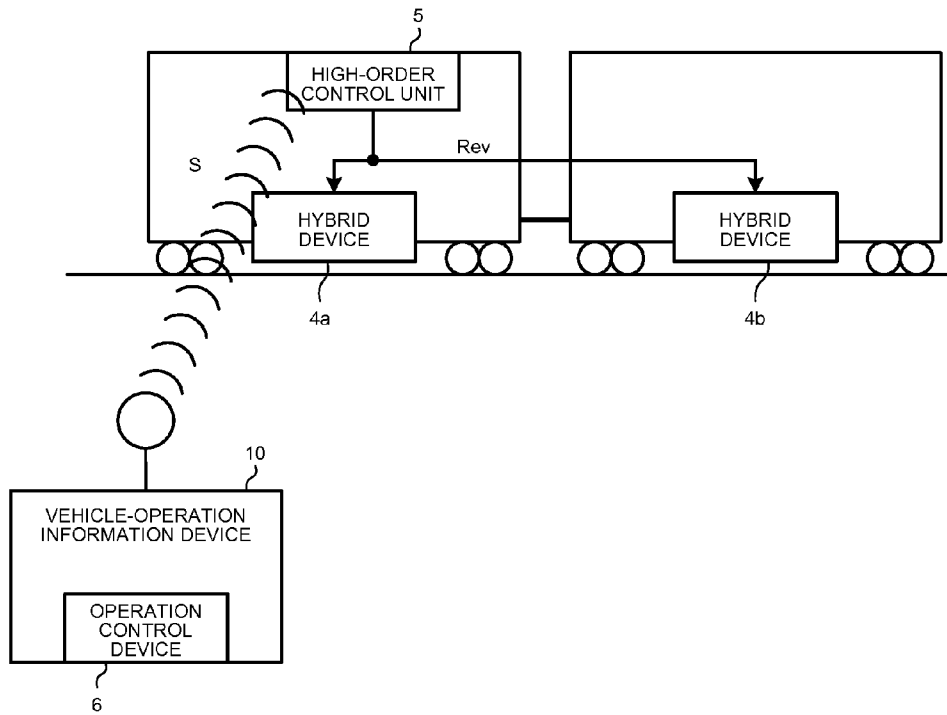 5
HIGH-ORDER
CONTROL UNIT
Rev
S
HYBRID
DEVICE
HYBRID
DEVICE
4a
4b
10
VEHICLE-OPERATION
INFORMATION DEVICE
OPERATION
CONTROL
DEVICE
6